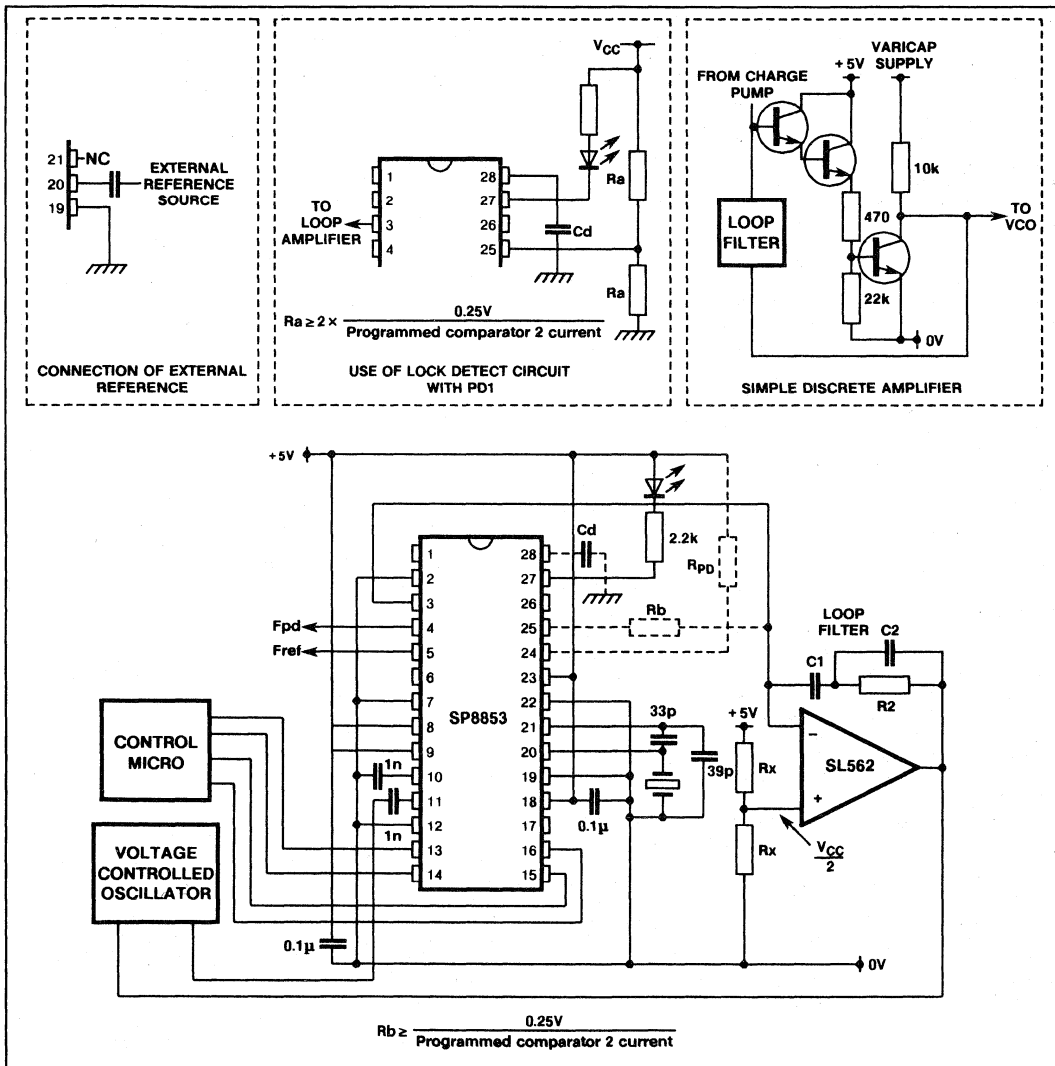 21
NC
20
EXTERNAL
REFERENCE
SOURCE
19
CONNECTION OF EXTERNAL
REFERENCE
VCC
1
2
3
4
28
27
26
25
TO
LOOP
AMPLIFIER
Cd
Ra
Ra
Ra ≥ 2 × 0.25V
Programmed comparator 2 current
USE OF LOCK DETECT CIRCUIT
WITH PD1
VARICAP
SUPPLY
+5V
FROM CHARGE
PUMP
10k
LOOP
FILTER
470
TO
VCO
22k
0V
SIMPLE DISCRETE AMPLIFIER
+5V
Cd
2.2k
RPD
Rb
Fpd
Fref
1
2
3
4
5
6
7
8
9
10
11
12
13
14
SP8853
28
27
26
25
24
23
22
21
20
19
18
17
16
15
LOOP
FILTER
C2
C1
R2
33p
39p
+5V
Rx
−
SL562
+
Rx
VCC
2
CONTROL
MICRO
1n
1n
0.1µ
VOLTAGE
CONTROLLED
OSCILLATOR
0.1µ
0V
Rb ≥ 0.25V
Programmed comparator 2 current